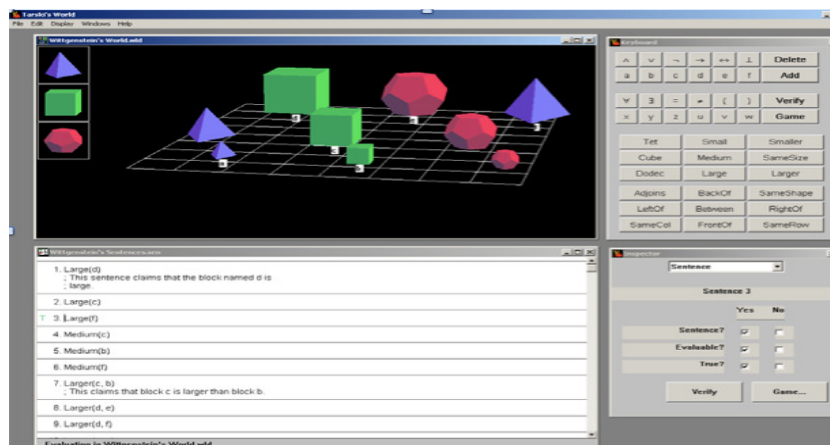 Tarski's World
File Edit Display Windows Help
Wittgenstein's World.wld
Keyboard
∧ ∨ ¬ → ↔ ⊥ Delete
a b c d e f Add
∀ ∃ = ≠ ( ) Verify
x y z u v w Game
Tet Small Smaller
Cube Medium SameSize
Dodec Large Larger
Adjoins BackOf SameShape
LeftOf Between RightOf
SameCol FrontOf SameRow
Wittgenstein's Sentences.sen
1. Large(d)
; This sentence claims that the block named d is
; large.
2. Large(c)
T 3. Large(f)
4. Medium(c)
5. Medium(b)
6. Medium(f)
7. Larger(c, b)
; This claims that block c is larger than block b.
8. Larger(d, e)
9. Larger(d, f)
Evaluating in Wittgenstein's World.wld
Inspector
Sentence
Sentence 3
Yes No
Sentence?
Evaluable?
True?
Verify Game...